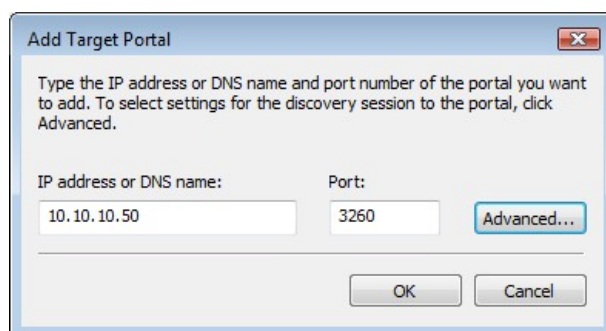 Add Target Portal
Type the IP address or DNS name and port number of the portal you want
to add. To select settings for the discovery session to the portal, click
Advanced.
IP address or DNS name: Port:
10.10.10.50 3260 Advanced...
OK Cancel